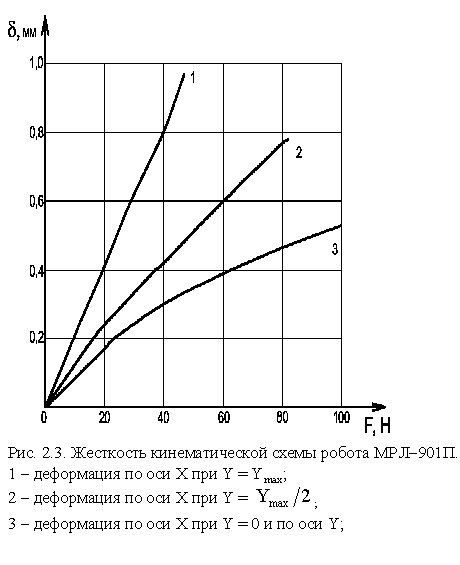 δ, мм
1,0
0,8
0,6
0,4
0,2
0
20
40
60
80
100
F, Н
1
2
3
Рис. 2.3. Жесткость кинематической схемы робота МРЛ–901П.
1 – деформация по оси X при Y = Ymax;
2 – деформация по оси X при Y = Ymax/2 ;
3 – деформация по оси X при Y = 0 и по оси Y;